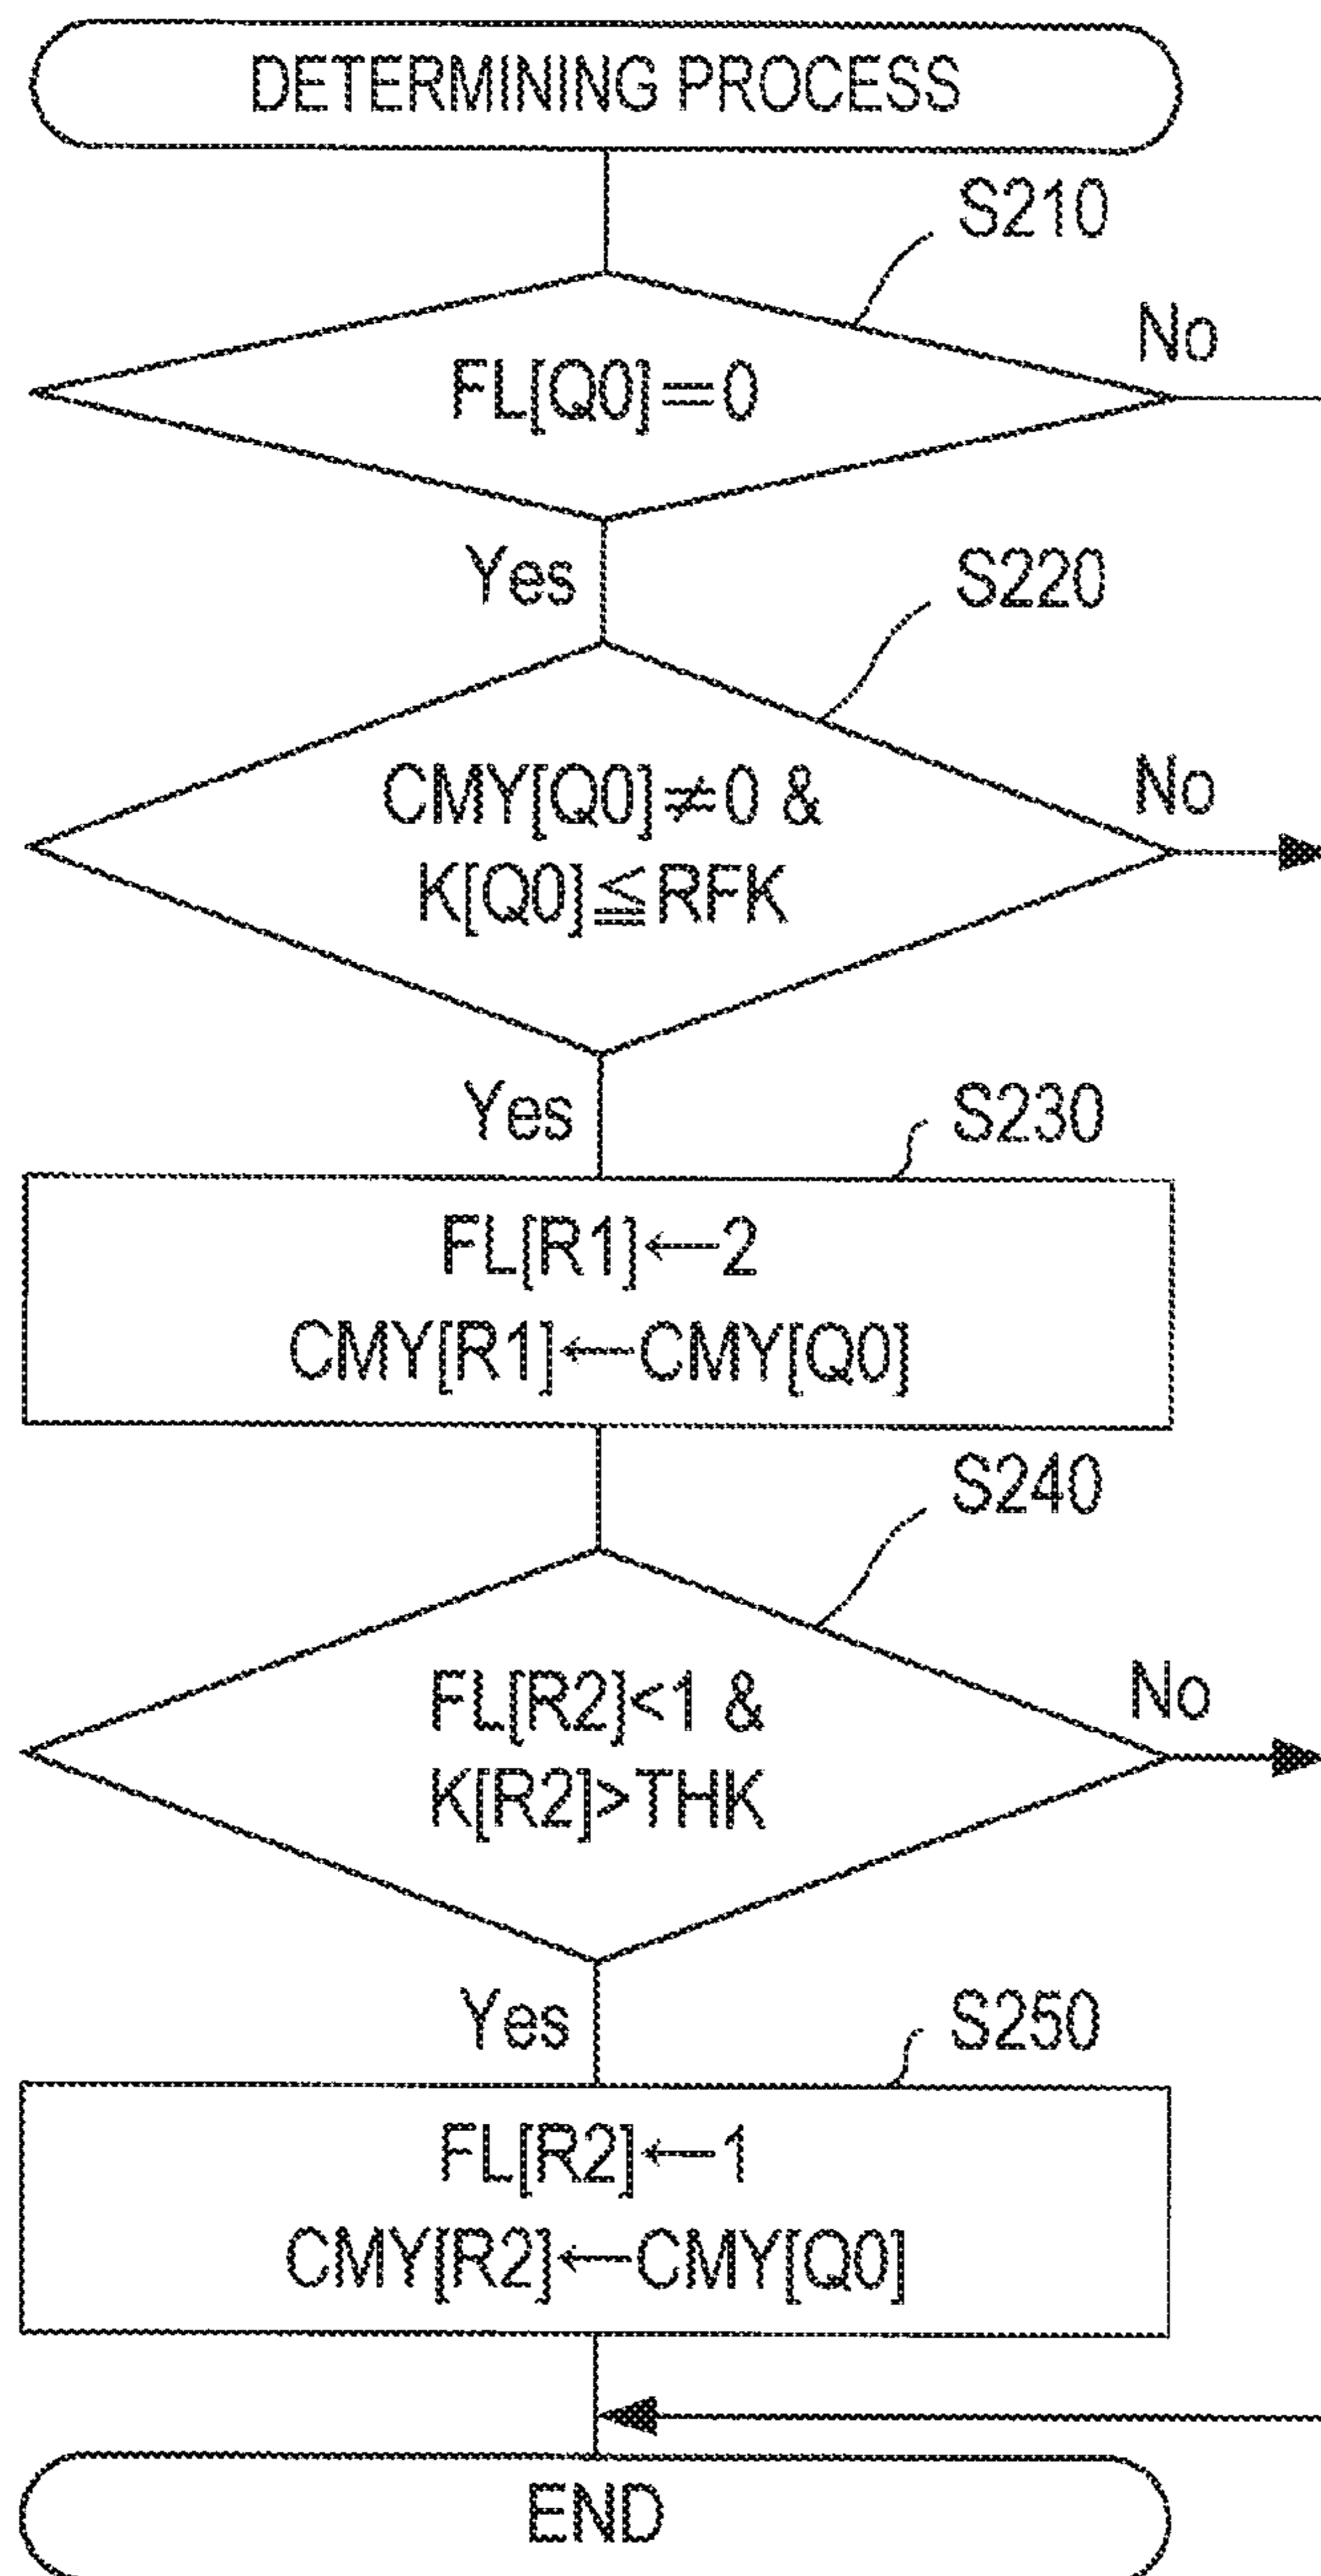 DETERMINING PROCESS
S210
FL[Q0]=0
No
Yes
S220
CMY[Q0]≠0 &
K[Q0]≦RFK
No
Yes
S230
FL[R1]←2
CMY[R1]←CMY[Q0]
S240
FL[R2]<1 &
K[R2]>THK
No
Yes
S250
FL[R2]←1
CMY[R2]←CMY[Q0]
END